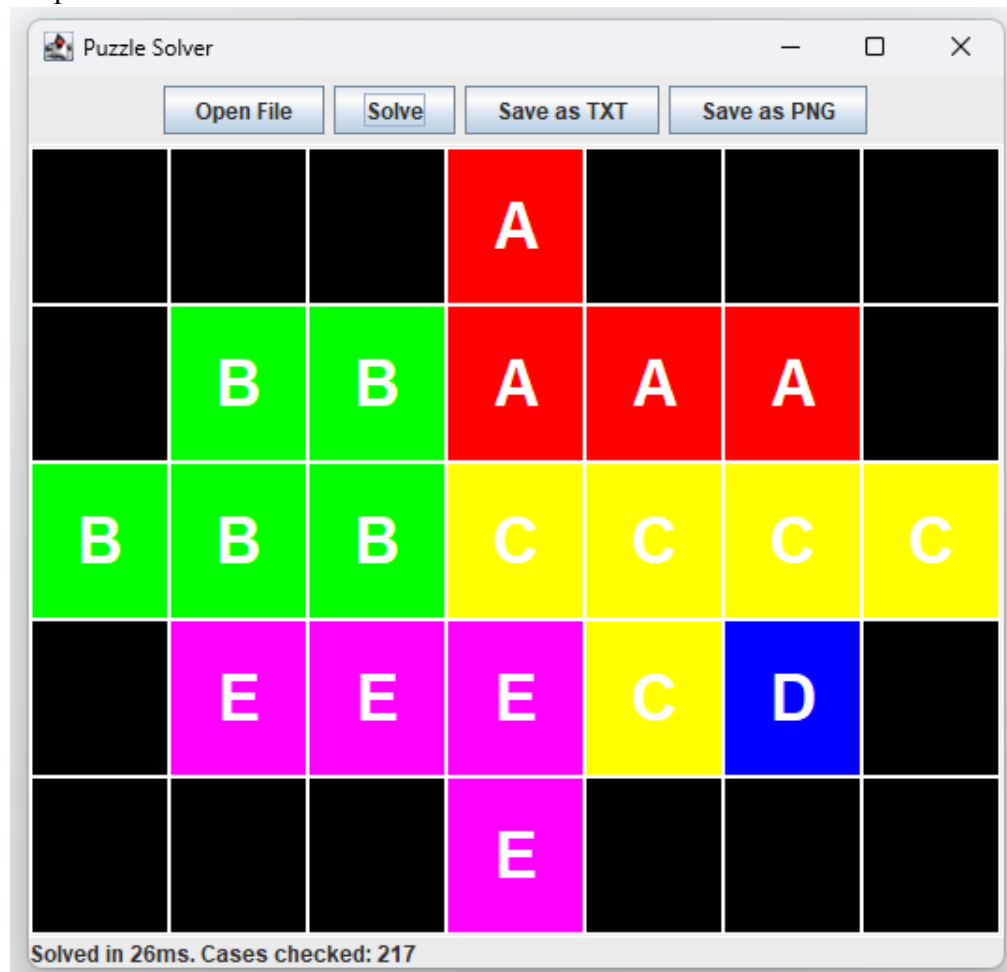 Puzzle Solver
Open File Solve Save as TXT Save as PNG
A
B B A A A
B B B C C C C
E E E C D
E
Solved in 26ms. Cases checked: 217